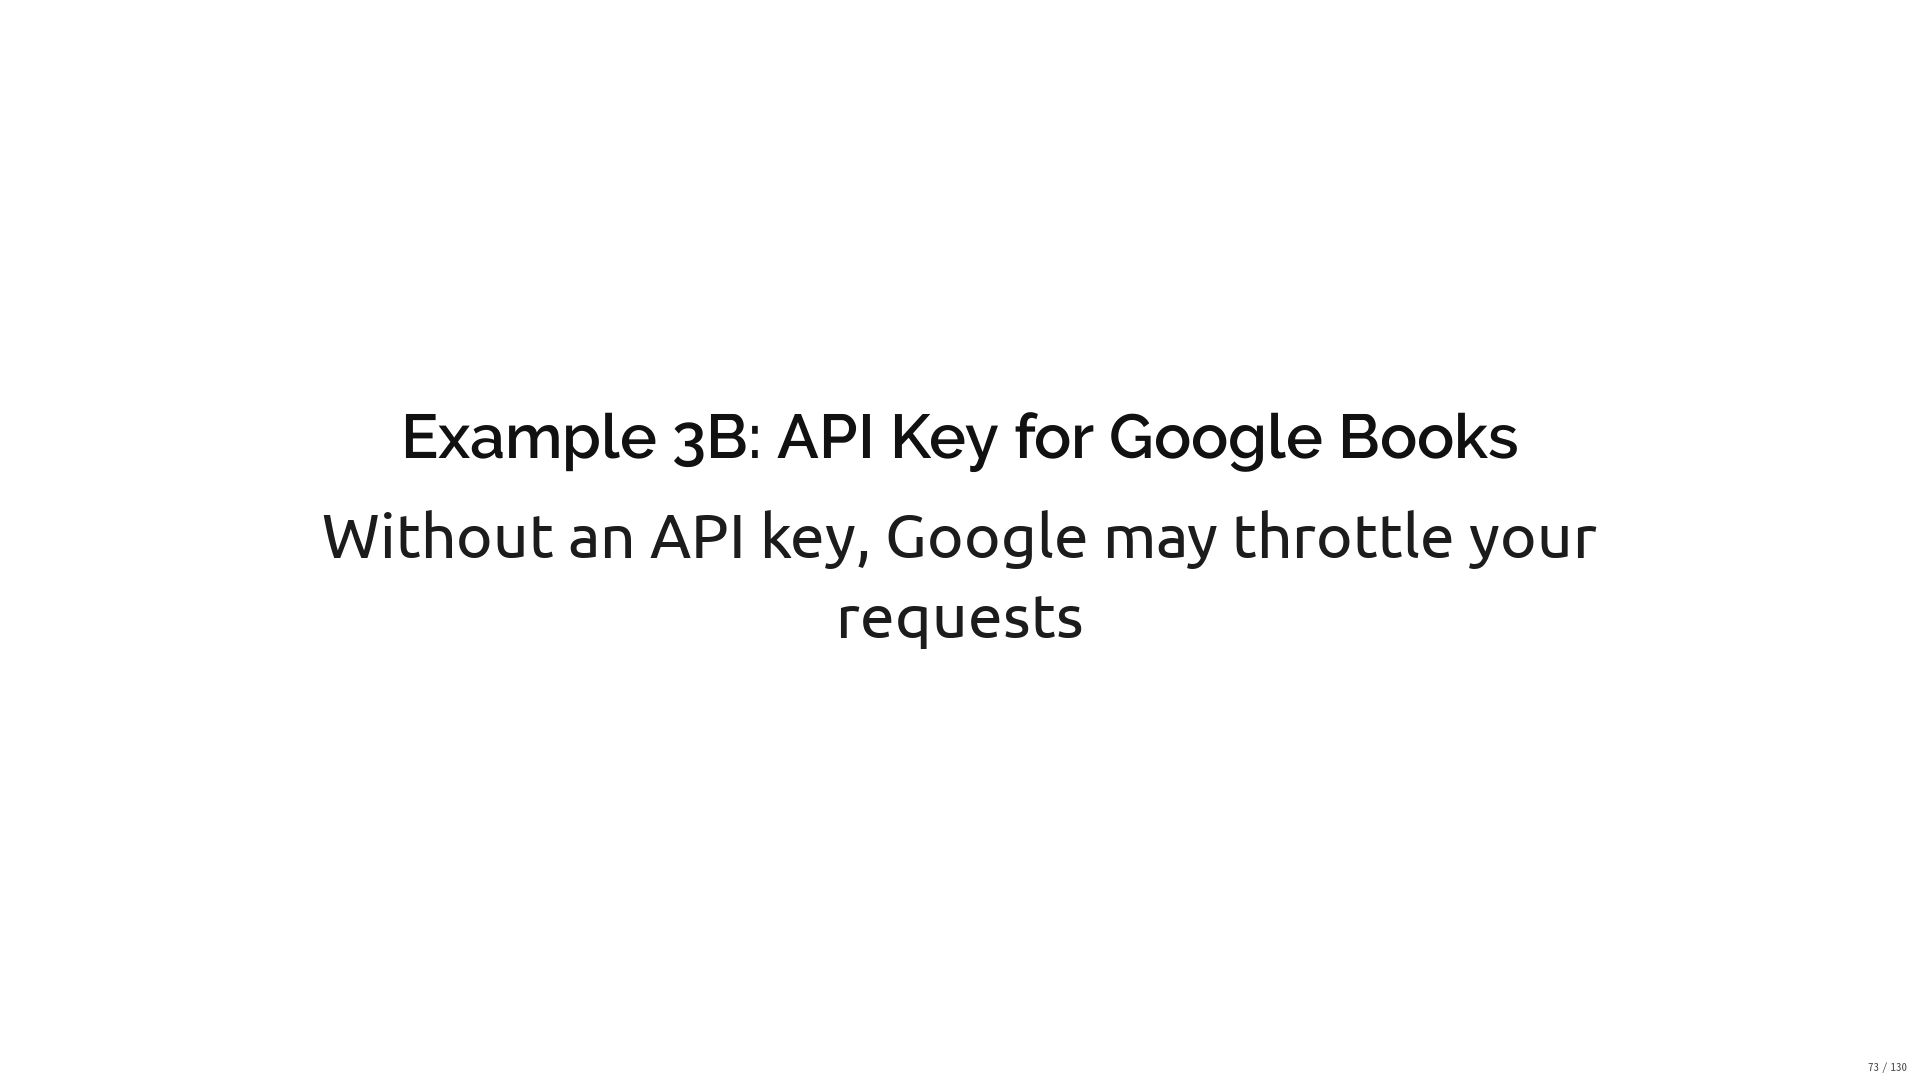 Example 3B: API Key for Google Books
Without an API key, Google may throttle your
requests
73 / 130